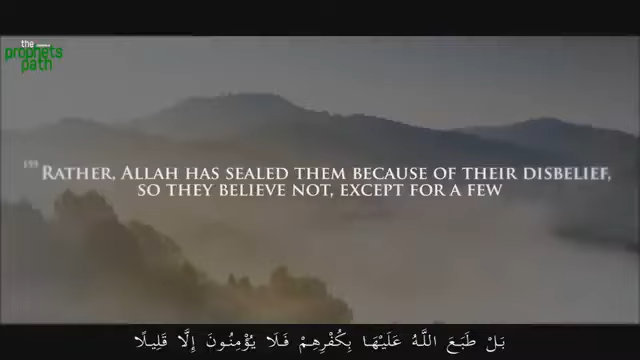 the
prophets
path
RATHER, ALLAH HAS SEALED THEM BECAUSE OF THEIR DISBELIEF,
SO THEY BELIEVE NOT, EXCEPT FOR A FEW
بَلْ طَبَعَ اللَّهُ عَلَيْهَا بِكُفْرِهِمْ فَلَا يُؤْمِنُونَ إِلَّا قَلِيلًا